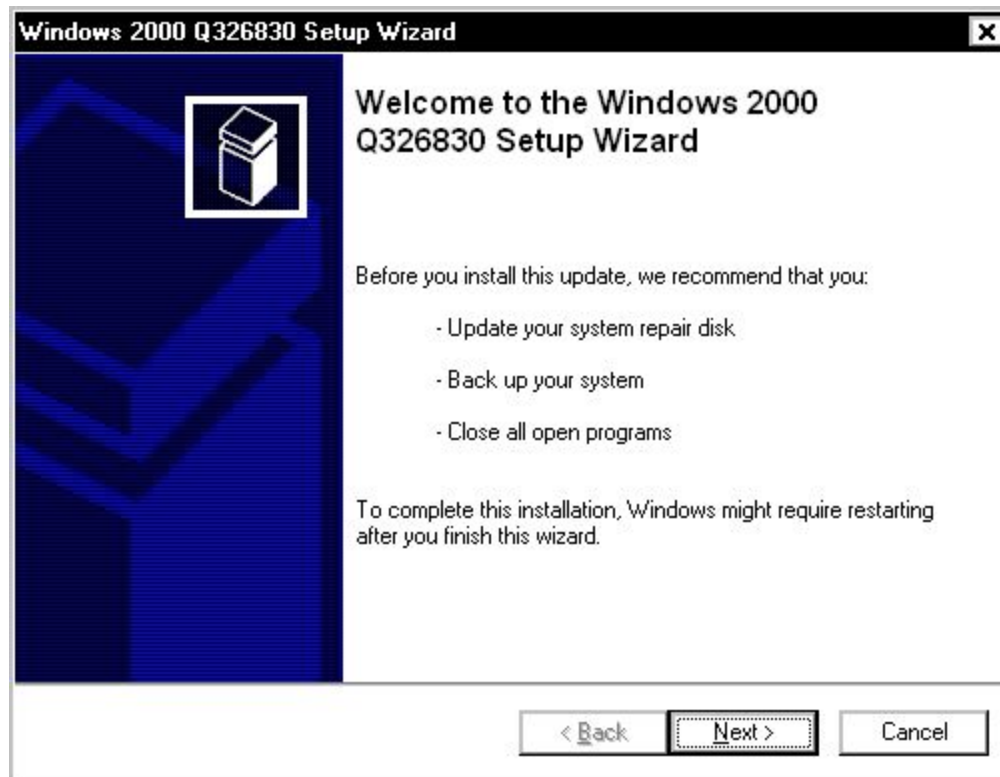 Windows 2000 Q326830 Setup Wizard
Welcome to the Windows 2000
Q326830 Setup Wizard
Before you install this update, we recommend that you:
- Update your system repair disk
- Back up your system
- Close all open programs
To complete this installation, Windows might require restarting
after you finish this wizard.
< Back
Next >
Cancel